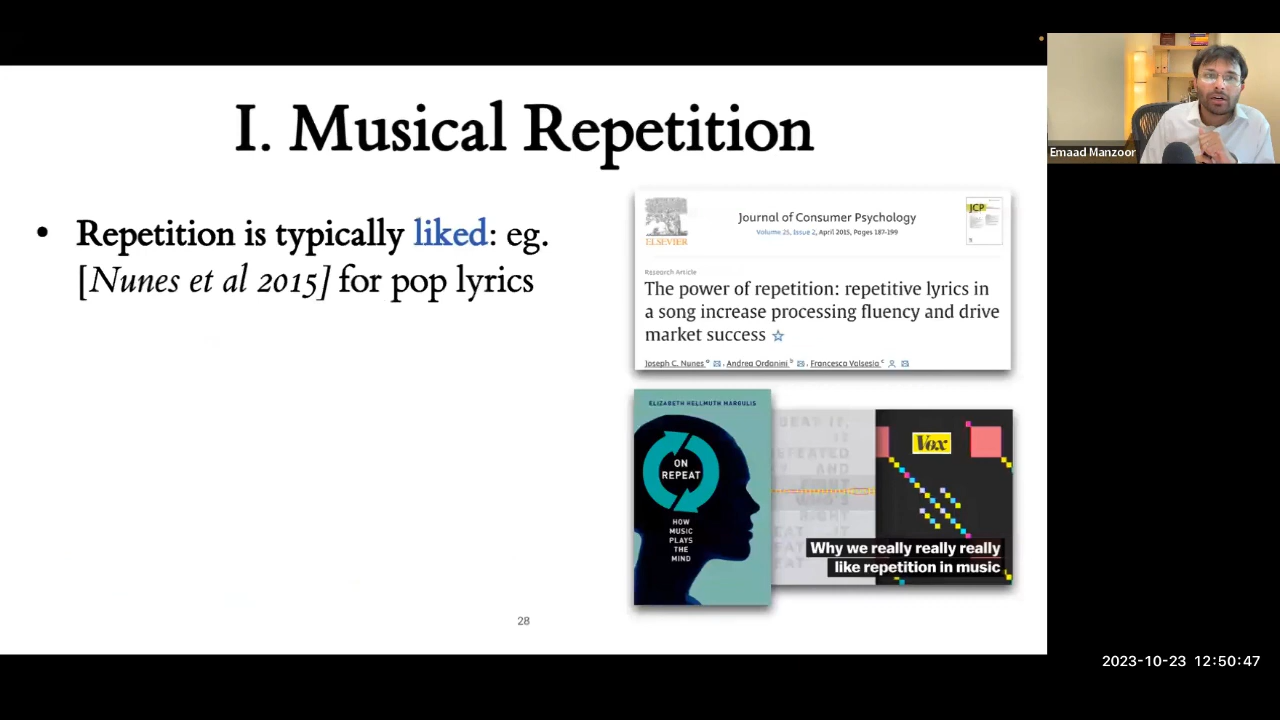 I. Musical Repetition
• Repetition is typically liked: eg.
[Nunes et al 2015] for pop lyrics
ELSEVIER
Journal of Consumer Psychology
Volume 25, Issue 2, April 2015, Pages 187-199
JCP
Research Article
The power of repetition: repetitive lyrics in
a song increase processing fluency and drive
market success ☆
Joseph C. Nunes a, Andrea Ordanini b, Francesca Valsesia c
ELIZABETH HELLMUTH MARGULIS
ON
REPEAT
HOW
MUSIC
PLAYS
THE
MIND
Vox
Why we really really really
like repetition in music
28
Emaad Manzoor
2023-10-23 12:50:47